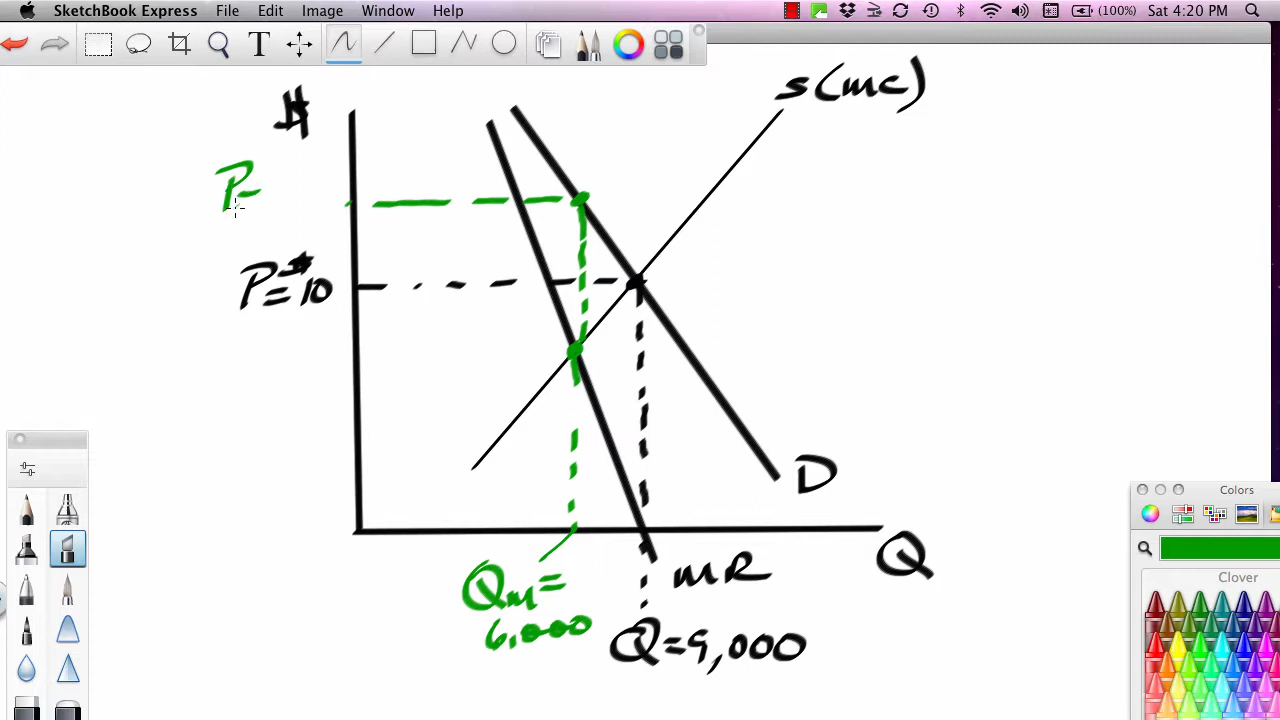 SketchBook Express File Edit Image Window Help (100%) Sat 4:20 PM
T
S(MC)
$
P
P=$10
D
Colors
Q
Clover
MR
Qm=
6,000
Q=9,000